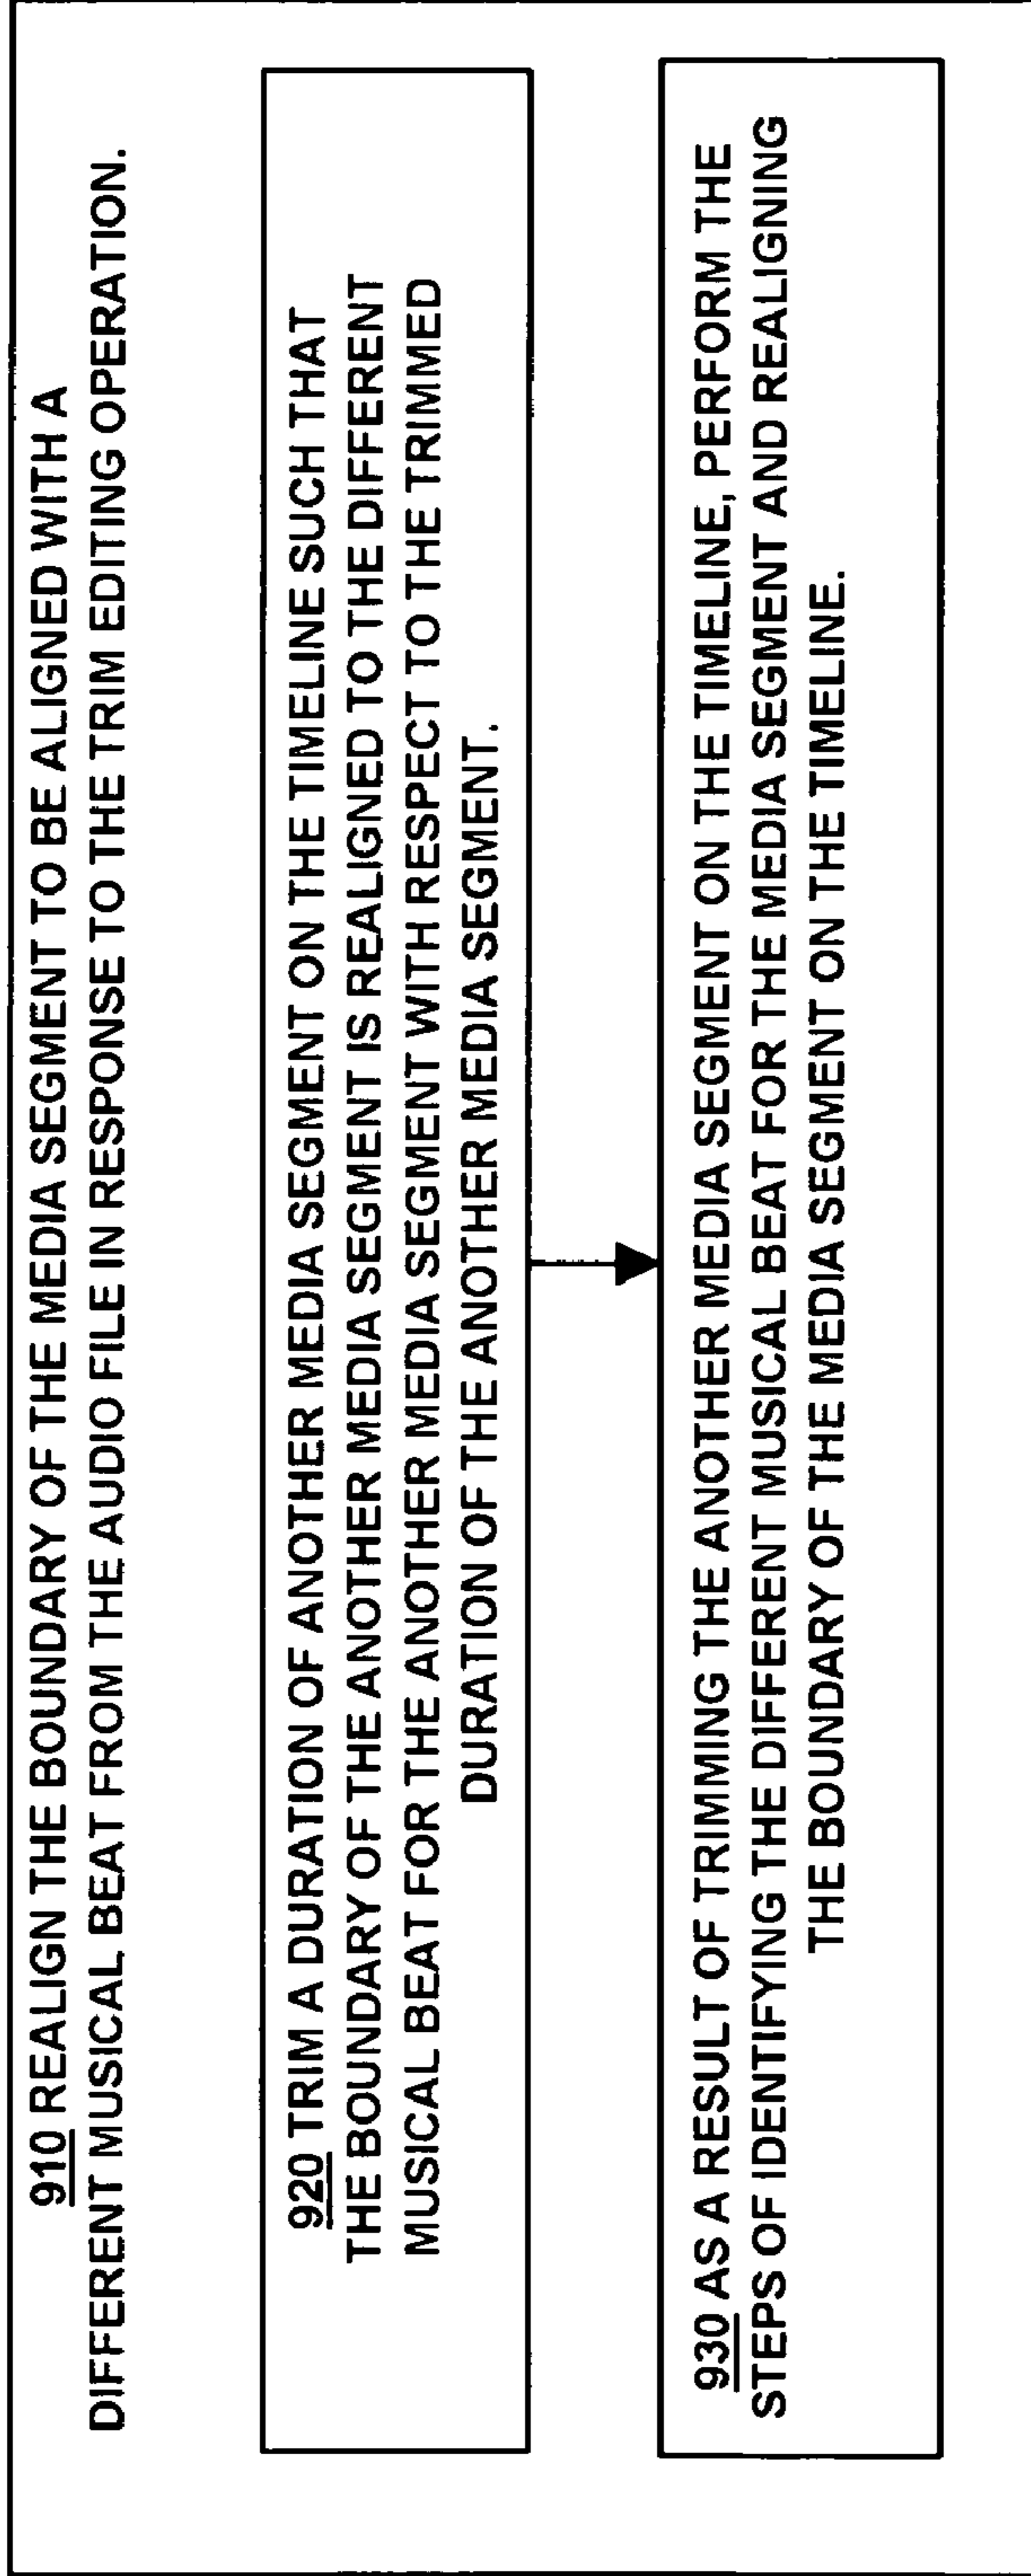 910 REALIGN THE BOUNDARY OF THE MEDIA SEGMENT TO BE ALIGNED WITH A
DIFFERENT MUSICAL BEAT FROM THE AUDIO FILE IN RESPONSE TO THE TRIM EDITING OPERATION.
920 TRIM A DURATION OF ANOTHER MEDIA SEGMENT ON THE TIMELINE SUCH THAT
THE BOUNDARY OF THE ANOTHER MEDIA SEGMENT IS REALIGNED TO THE DIFFERENT
MUSICAL BEAT FOR THE ANOTHER MEDIA SEGMENT WITH RESPECT TO THE TRIMMED
DURATION OF THE ANOTHER MEDIA SEGMENT.
930 AS A RESULT OF TRIMMING THE ANOTHER MEDIA SEGMENT ON THE TIMELINE, PERFORM THE
STEPS OF IDENTIFYING THE DIFFERENT MUSICAL BEAT FOR THE MEDIA SEGMENT AND REALIGNING
THE BOUNDARY OF THE MEDIA SEGMENT ON THE TIMELINE.